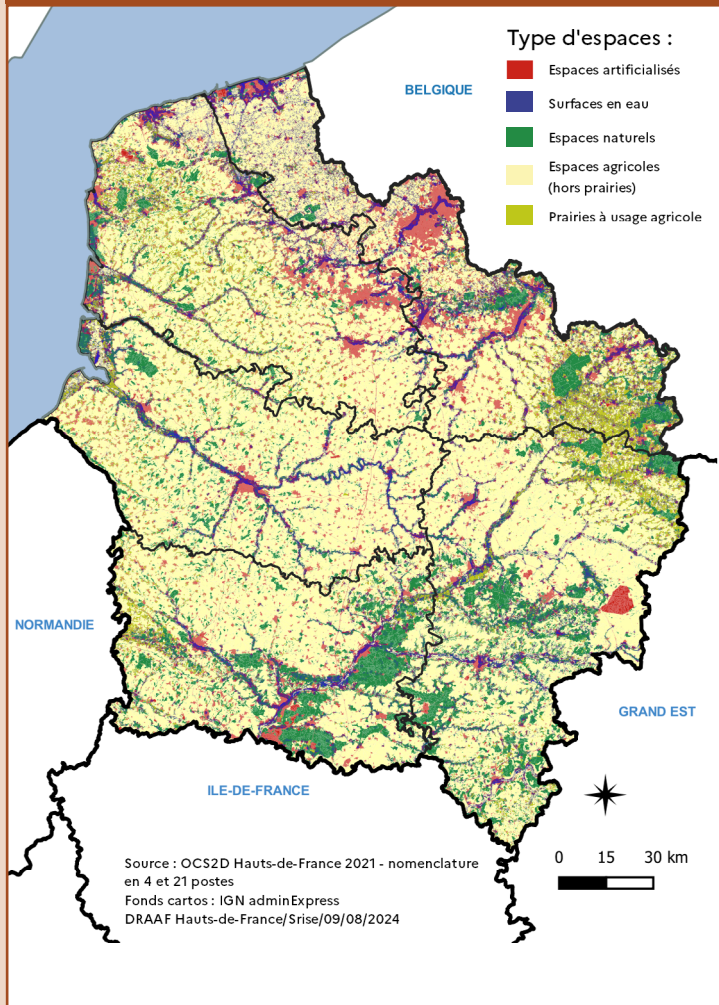 Type d'espaces :
Espaces artificialisés
Surfaces en eau
Espaces naturels
Espaces agricoles
(hors prairies)
Prairies à usage agricole
BELGIQUE
NORMANDIE
GRAND EST
ILE-DE-FRANCE
0 15 30 km
Source : OCS2D Hauts-de-France 2021 - nomenclature
en 4 et 21 postes
Fonds cartos : IGN adminExpress
DRAAF Hauts-de-France/Srise/09/08/2024